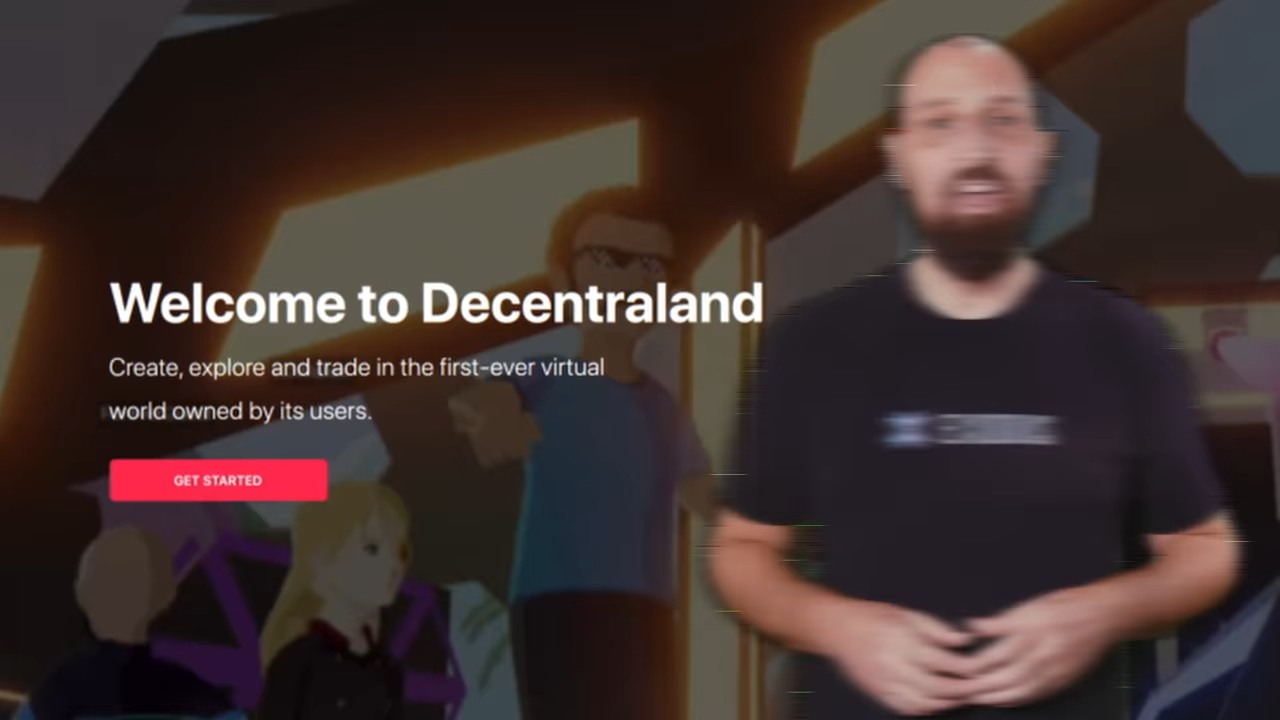 Welcome to Decentraland
Create, explore and trade in the first-ever virtual
world owned by its users.
GET STARTED